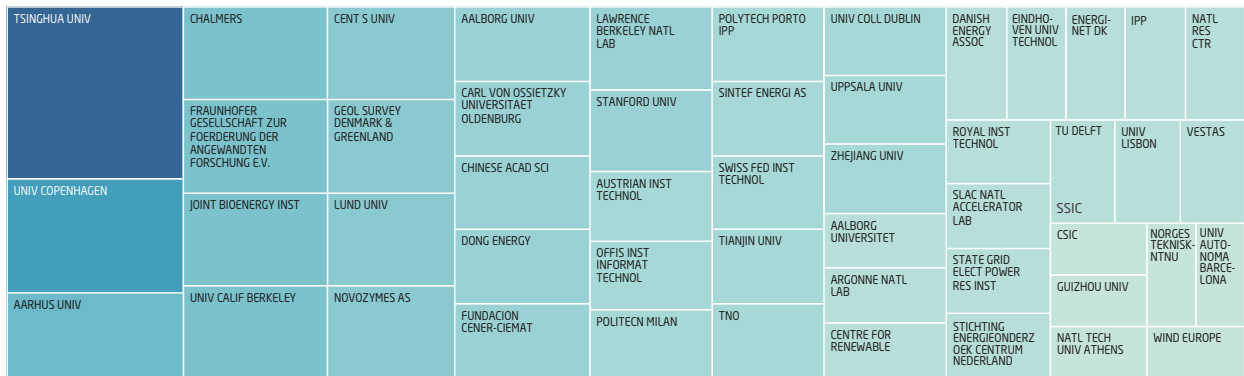 TSINGHUA UNIV
UNIV COPENHAGEN
AARHUS UNIV
CHALMERS
FRAUNHOFER
GESELLSCHAFT ZUR
FOERDERUNG DER
ANGEWANDTEN
FORSCHUNG E.V.
JOINT BIOENERGY INST
UNIV CALIF BERKELEY
CENT S UNIV
GEOL SURVEY
DENMARK &
GREENLAND
LUND UNIV
NOVOZYMES AS
AALBORG UNIV
CARL VON OSSIETZKY
UNIVERSITAET
OLDENBURG
CHINESE ACAD SCI
DONG ENERGY
FUNDACION
CENER-CIEMAT
LAWRENCE
BERKELEY NATL
LAB
STANFORD UNIV
AUSTRIAN INST
TECHNOL
OFFIS INST
INFORMAT
TECHNOL
POLITECN MILAN
POLYTECH PORTO
IPP
SINTEF ENERGI AS
SWISS FED INST
TECHNOL
TIANJIN UNIV
TNO
UNIV COLL DUBLIN
UPPSALA UNIV
ZHEJIANG UNIV
AALBORG
UNIVERSITET
ARGONNE NATL
LAB
CENTRE FOR
RENEWABLE
DANISH
ENERGY
ASSOC
EINDHO-
VEN UNIV
TECHNOL
ENERGI-
NET DK
IPP
NATL
RES
CTR
ROYAL INST
TECHNOL
SLAC NATL
ACCELERATOR
LAB
STATE GRID
ELECT POWER
RES INST
STICHTING
ENERGIEONDERZ
OEK CENTRUM
NEDERLAND
TU DELFT
SSIC
UNIV
LISBON
VESTAS
CSIC
GUIZHOU UNIV
NATL TECH
UNIV ATHENS
NORGES
TEKNISK-
NTNU
UNIV
AUTO-
NOMA
BARCE-
LONA
WIND EUROPE